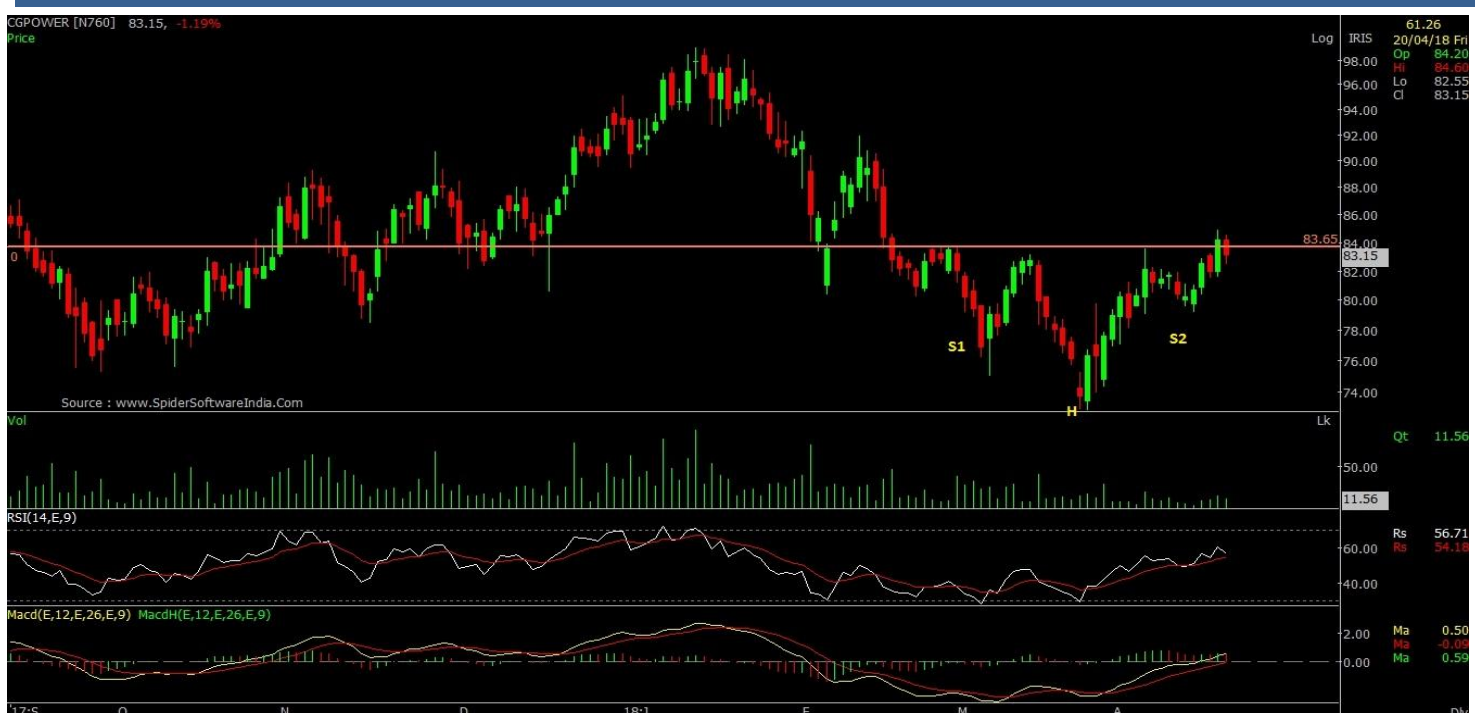 CGPOWER [N760] 83.15, -1.19%
Price
Log
IRIS
61.26
20/04/18 Fri
Op 84.20
Hi 84.60
Lo 82.55
Cl 83.15
98.00
96.00
94.00
92.00
90.00
88.00
86.00
83.65
84.00
0
83.15
82.00
80.00
78.00
S1
S2
76.00
74.00
Source : www.SpiderSoftwareIndia.Com
H
Vol
Lk
Qt 11.56
50.00
11.56
RSI(14,E,9)
Rs 56.71
60.00
Rs 54.18
40.00
Macd(E,12,E,26,E,9) MacdH(E,12,E,26,E,9)
Ma 0.50
2.00
Ma -0.09
Ma 0.59
0.00
'17:S O N D 18:J F M A Dly